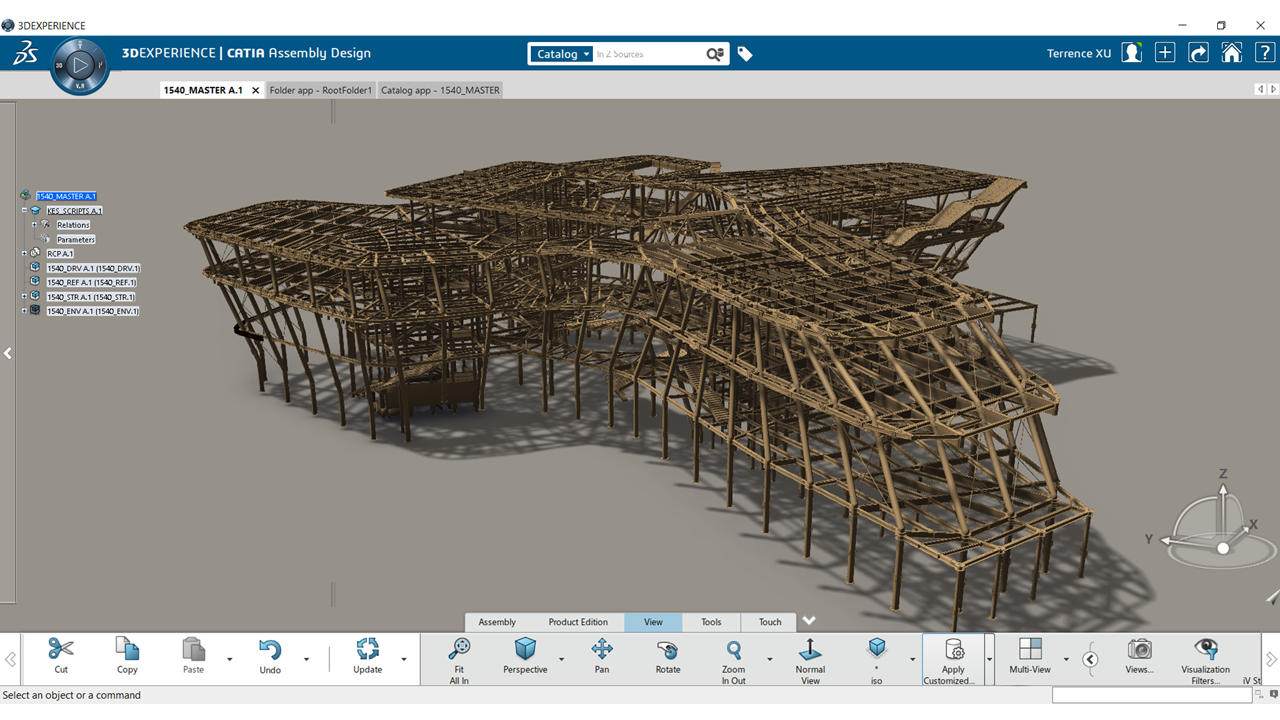 3DEXPERIENCE
3DEXPERIENCE | CATIA Assembly Design
Catalog
In 2 Sources
Terrence XU
?
3D
V.R
1540_MASTER A.1
Folder app - RootFolder1
Catalog app - 1540_MASTER
1540_MASTER A.1
KES_SCRIPTS A.1
Relations
Parameters
RCP A.1
1540_DRV A.1 (1540_DRV.1)
1540_REF A.1 (1540_REF.1)
1540_STR A.1 (1540_STR.1)
1540_ENV A.1 (1540_ENV.1)
Z
X
Y
Assembly
Product Edition
View
Tools
Touch
Cut
Copy
Paste
Undo
Update
Fit
All In
Perspective
Pan
Rotate
Zoom
In Out
Normal
View
iso
Apply
Customized...
Multi-View
Views...
Visualization
Filters...
iV St
Select an object or a command